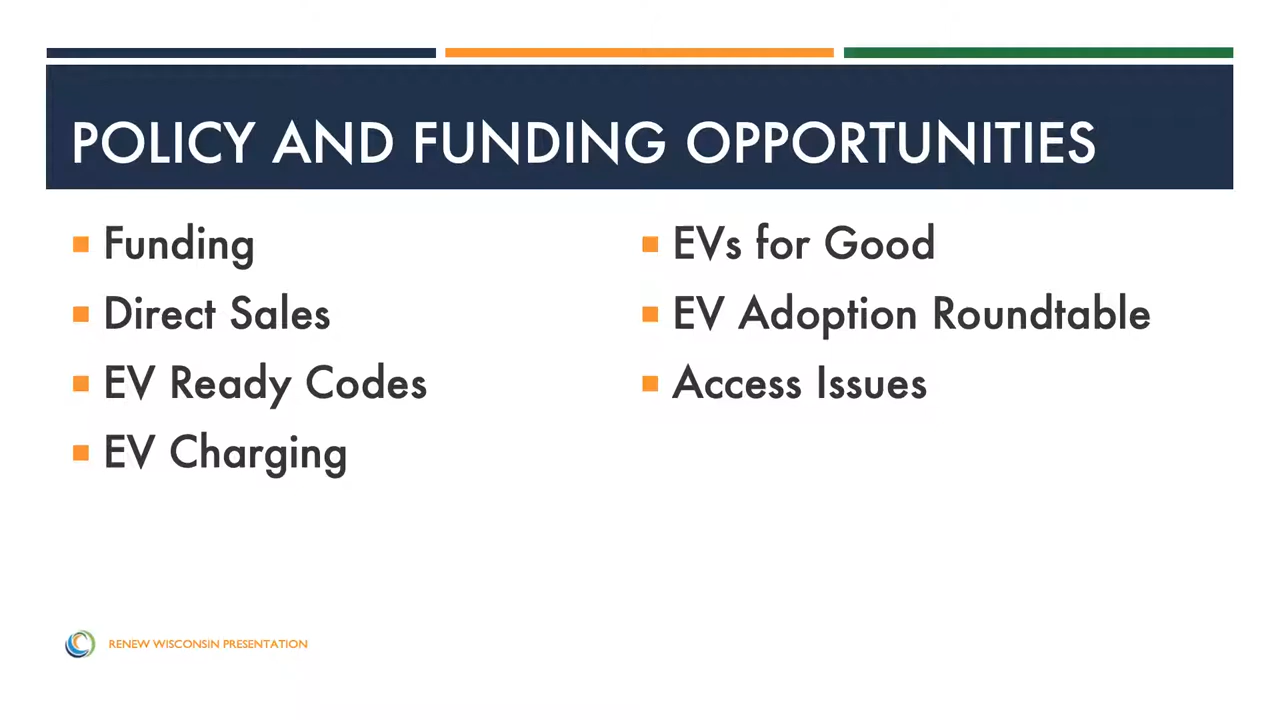 POLICY AND FUNDING OPPORTUNITIES
Funding
Direct Sales
EV Ready Codes
EV Charging
EVs for Good
EV Adoption Roundtable
Access Issues
RENEW WISCONSIN PRESENTATION